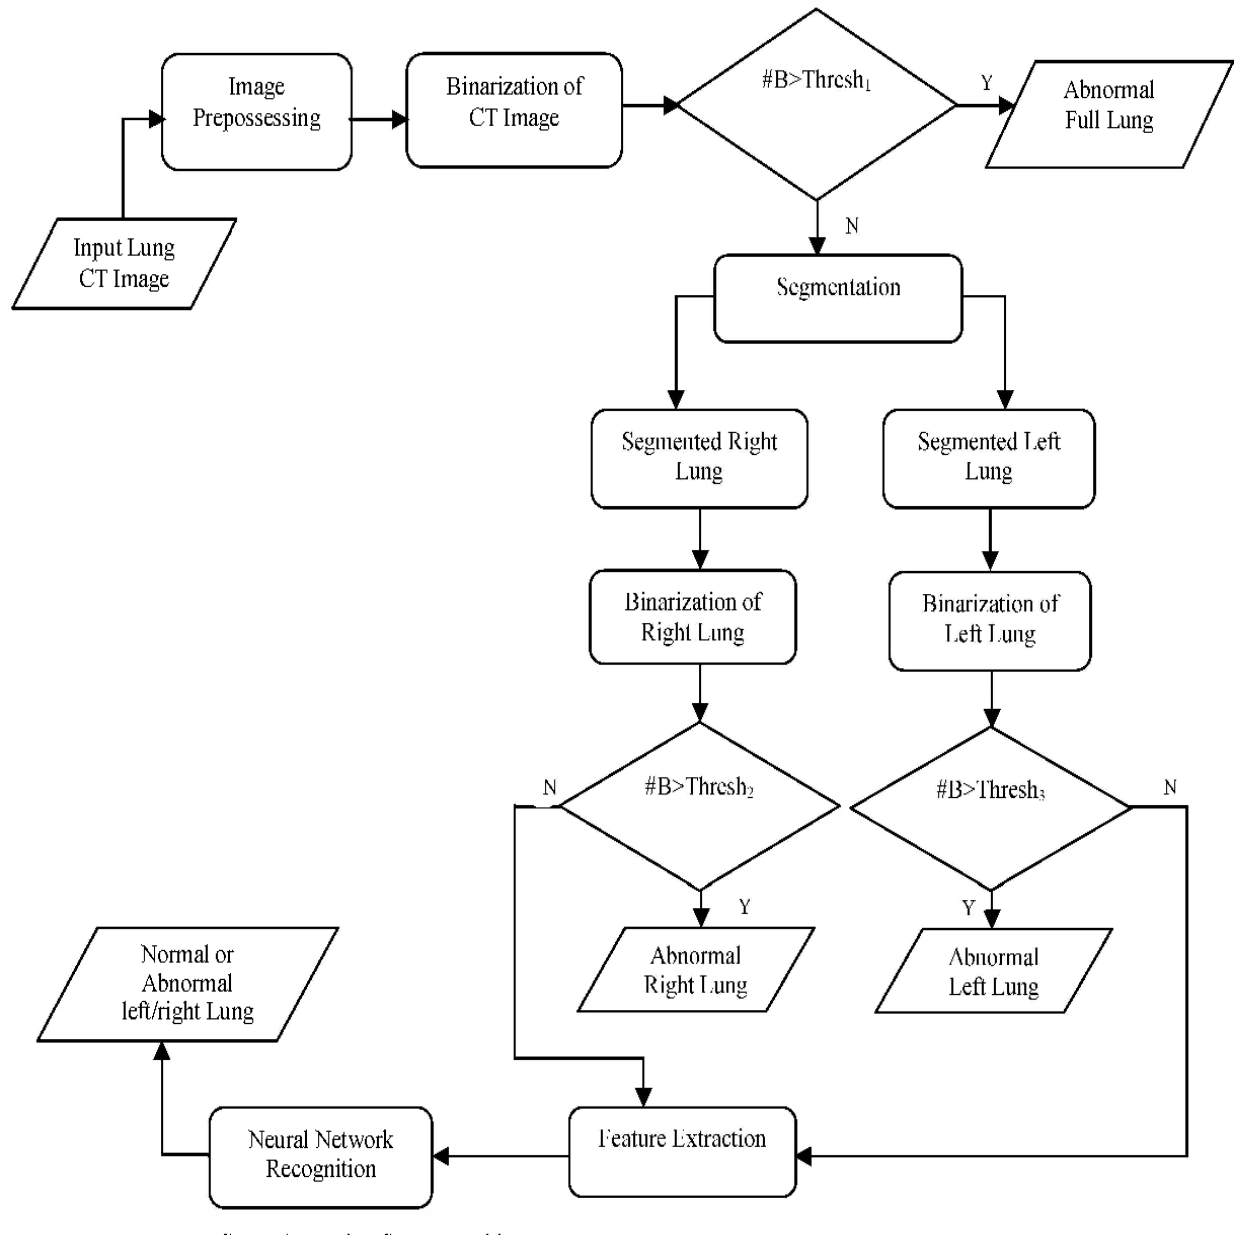 Image
Prepossessing
Binarization of
CT Image
#B>Thresh₁
Y
Abnormal
Full Lung
Input Lung
CT Image
N
Segmentation
Segmented Right
Lung
Segmented Left
Lung
Binarization of
Right Lung
Binarization of
Left Lung
N
#B>Thresh₂
#B>Thresh₃
N
Y
Y
Abnormal
Right Lung
Abnormal
Left Lung
Normal or
Abnormal
left/right Lung
Neural Network
Recognition
Feature Extraction